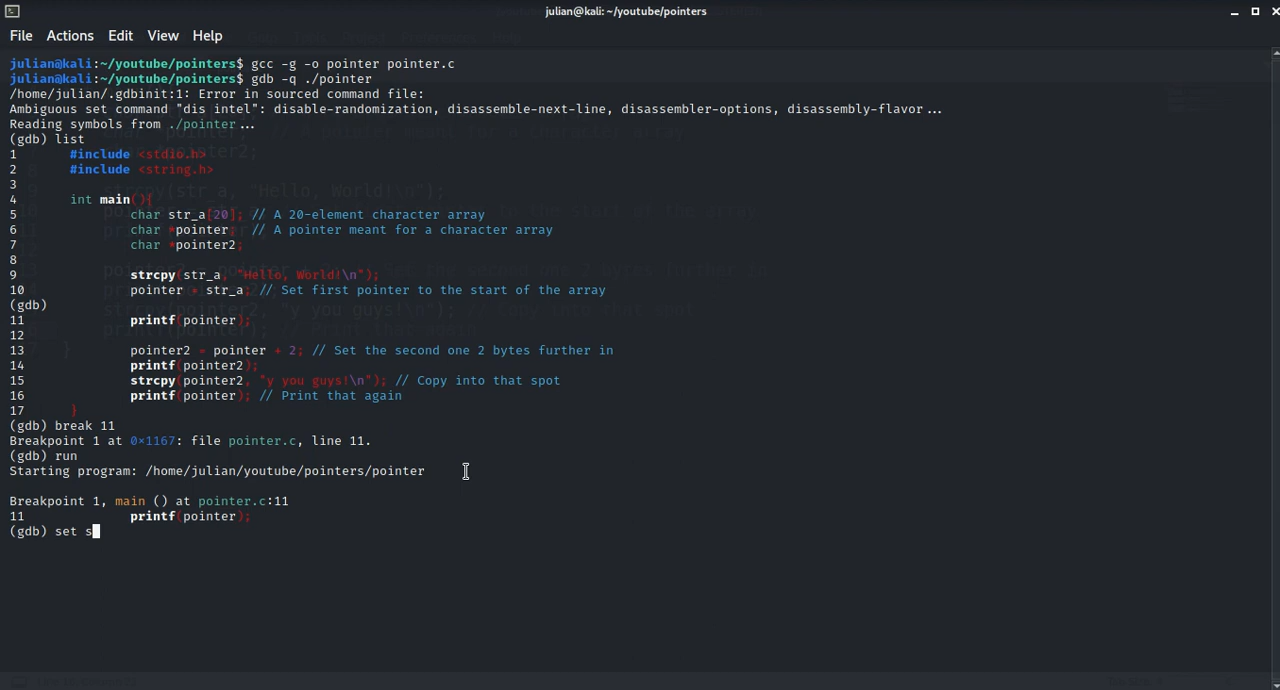 julian@kali: ~/youtube/pointers
File Actions Edit View Help
julian@kali:~/youtube/pointers$ gcc -g -o pointer pointer.c
julian@kali:~/youtube/pointers$ gdb -q ./pointer
/home/julian/.gdbinit:1: Error in sourced command file:
Ambiguous set command "dis intel": disable-randomization, disassemble-next-line, disassembler-options, disassembly-flavor...
Reading symbols from ./pointer...
(gdb) list
1 #include <stdio.h>
2 #include <string.h>
3
4 int main(){
5 char str_a[20]; // A 20-element character array
6 char *pointer; // A pointer meant for a character array
7 char *pointer2;
8
9 strcpy(str_a, "Hello, World!\n");
10 pointer = str_a; // Set first pointer to the start of the array
(gdb)
11 printf(pointer);
12
13 pointer2 = pointer + 2; // Set the second one 2 bytes further in
14 printf(pointer2);
15 strcpy(pointer2, "y you guys!\n"); // Copy into that spot
16 printf(pointer); // Print that again
17 }
(gdb) break 11
Breakpoint 1 at 0×1167: file pointer.c, line 11.
(gdb) run
Starting program: /home/julian/youtube/pointers/pointer
Breakpoint 1, main () at pointer.c:11
11 printf(pointer);
(gdb) set s